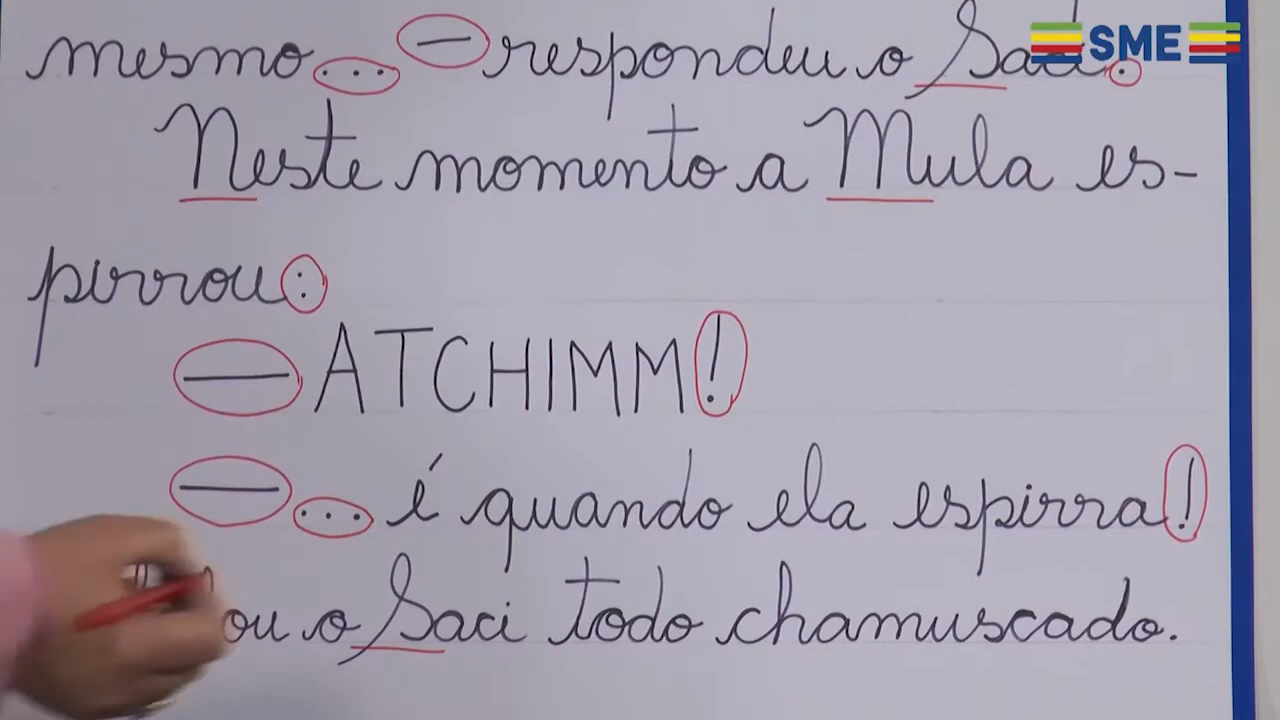 mesmo... — respondeu o Saci.
SME
Neste momento a Mula es-
pirrou:
— ATCHIMM!
— ... é quando ela espirra!
ou o Saci todo chamuscado.